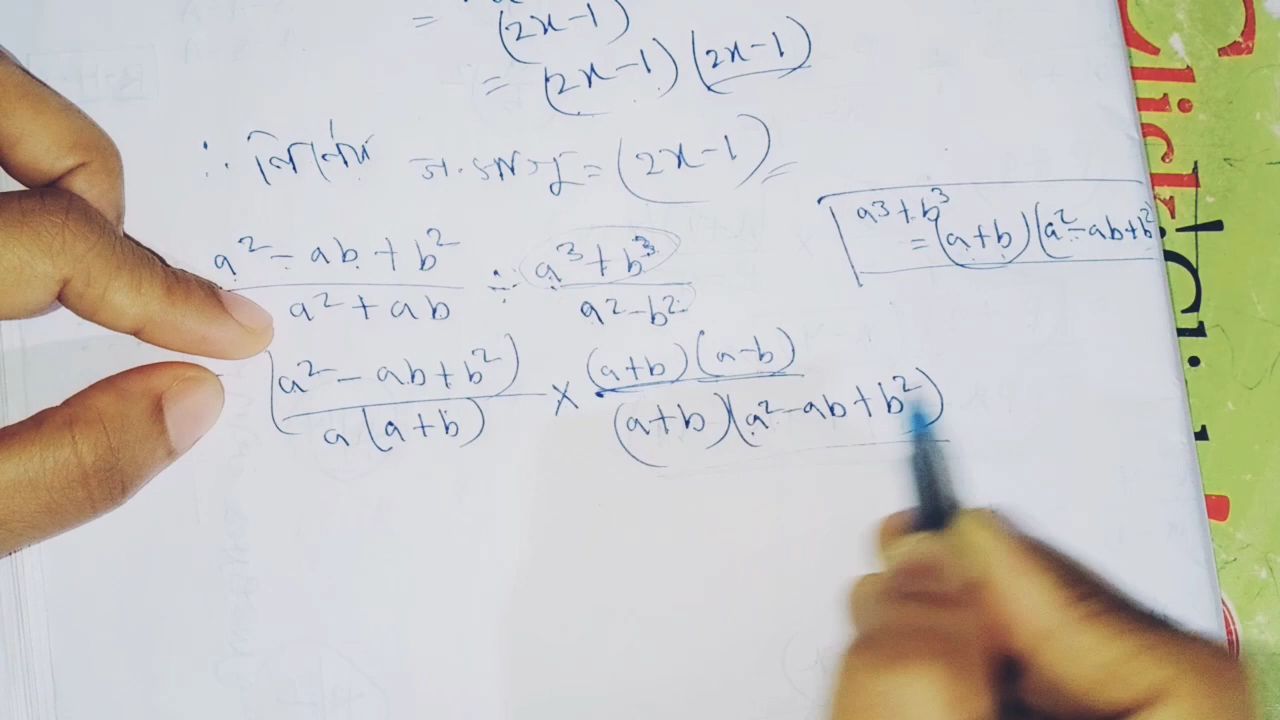 = (2x-1)
= (2x-1) (2x-1)
∴ নির্ণেয় গ.সা.গু = (2x-1)
a³+b³
= (a+b)(a²-ab+b²)
a²-ab+b² / a²+ab ÷ a³+b³ / a²-b²
(a²-ab+b²) / a(a+b) × (a+b)(a-b) / (a+b)(a²-ab+b²)
Click